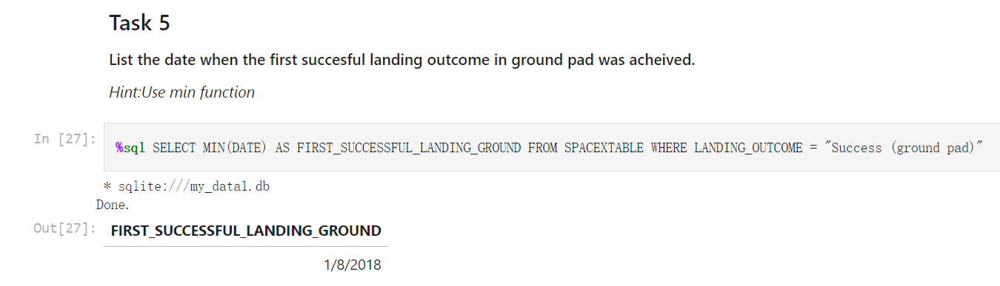 Task 5
List the date when the first succesful landing outcome in ground pad was acheived.
Hint:Use min function
In [27]: %sql SELECT MIN(DATE) AS FIRST_SUCCESSFUL_LANDING_GROUND FROM SPACEXTABLE WHERE LANDING_OUTCOME = "Success (ground pad)"
* sqlite:///my_data1.db
Done.
Out[27]: FIRST_SUCCESSFUL_LANDING_GROUND
1/8/2018